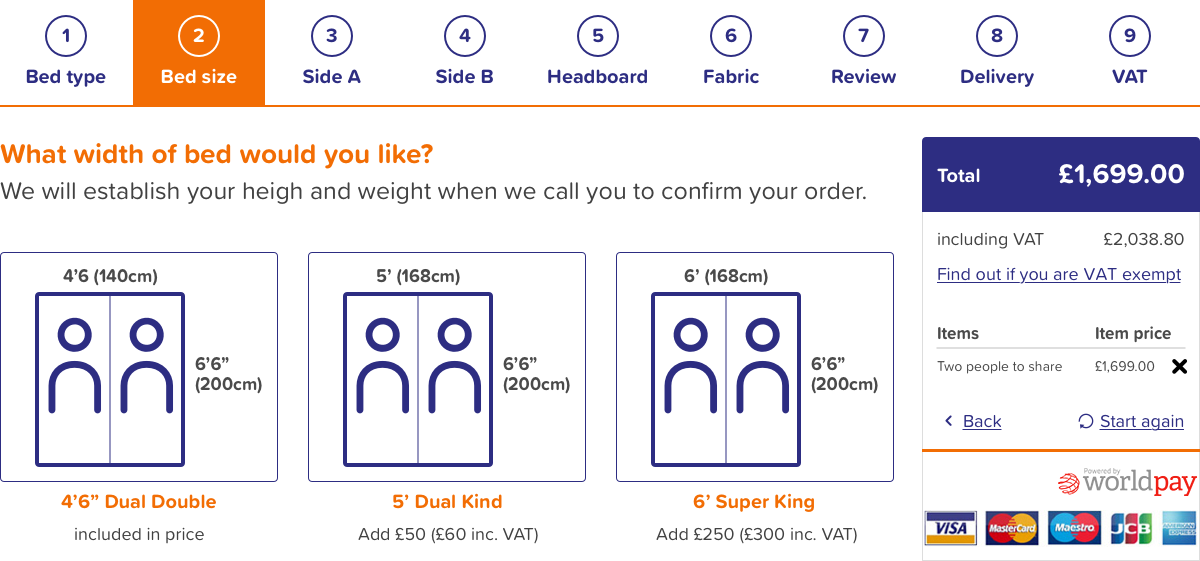 1 2 3 4 5 6 7 8 9
Bed type Bed size Side A Side B Headboard Fabric Review Delivery VAT
What width of bed would you like?
We will establish your heigh and weight when we call you to confirm your order.
4’6 (140cm)
6’6”
(200cm)
4’6” Dual Double
included in price
5’ (168cm)
6’6”
(200cm)
5’ Dual Kind
Add £50 (£60 inc. VAT)
6’ (168cm)
6’6”
(200cm)
6’ Super King
Add £250 (£300 inc. VAT)
Total £1,699.00
including VAT £2,038.80
Find out if you are VAT exempt
Items Item price
Two people to share £1,699.00
Back Start again
Powered by
worldpay
VISA MasterCard Maestro JCB AMERICAN EXPRESS